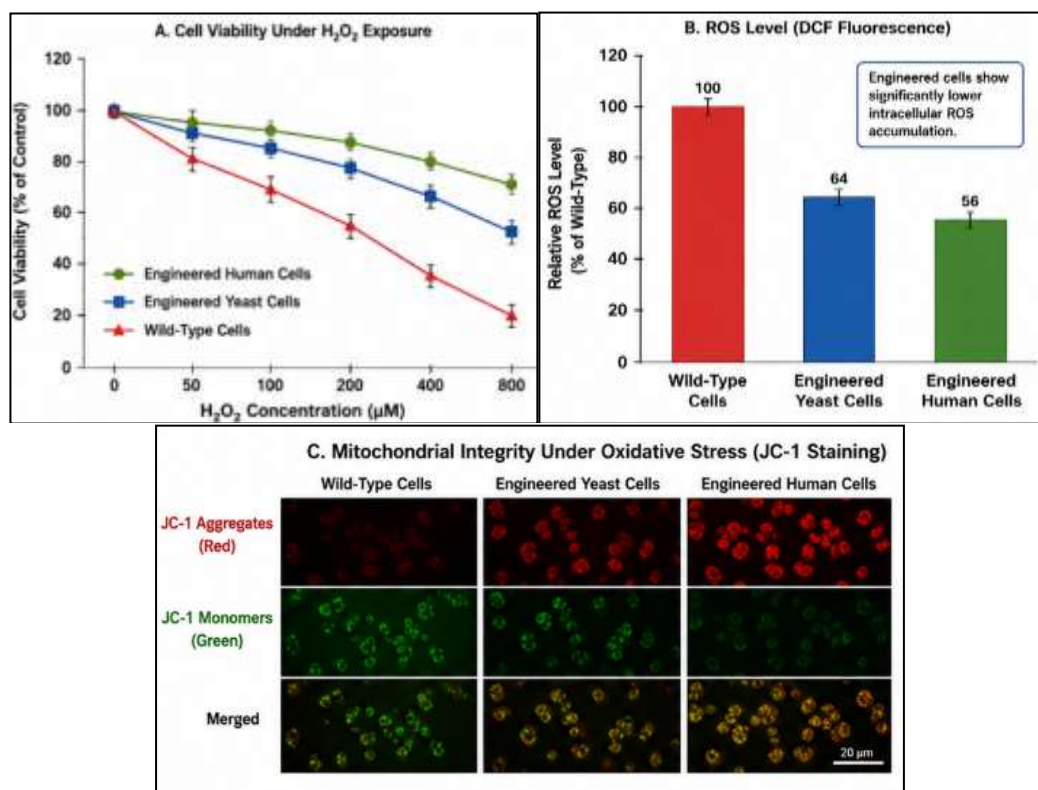 A. Cell Viability Under H₂O₂ Exposure
120
100
80
60
40
20
0
Cell Viability (% of Control)
Engineered Human Cells
Engineered Yeast Cells
Wild-Type Cells
0 50 100 200 400 800
H₂O₂ Concentration (µM)
B. ROS Level (DCF Fluorescence)
Engineered cells show
significantly lower
intracellular ROS
accumulation.
120
100
80
60
40
20
0
Relative ROS Level
(% of Wild-Type)
100
64
56
Wild-Type
Cells
Engineered
Yeast Cells
Engineered
Human Cells
C. Mitochondrial Integrity Under Oxidative Stress (JC-1 Staining)
Wild-Type Cells Engineered Yeast Cells Engineered Human Cells
JC-1 Aggregates
(Red)
JC-1 Monomers
(Green)
Merged
20 µm